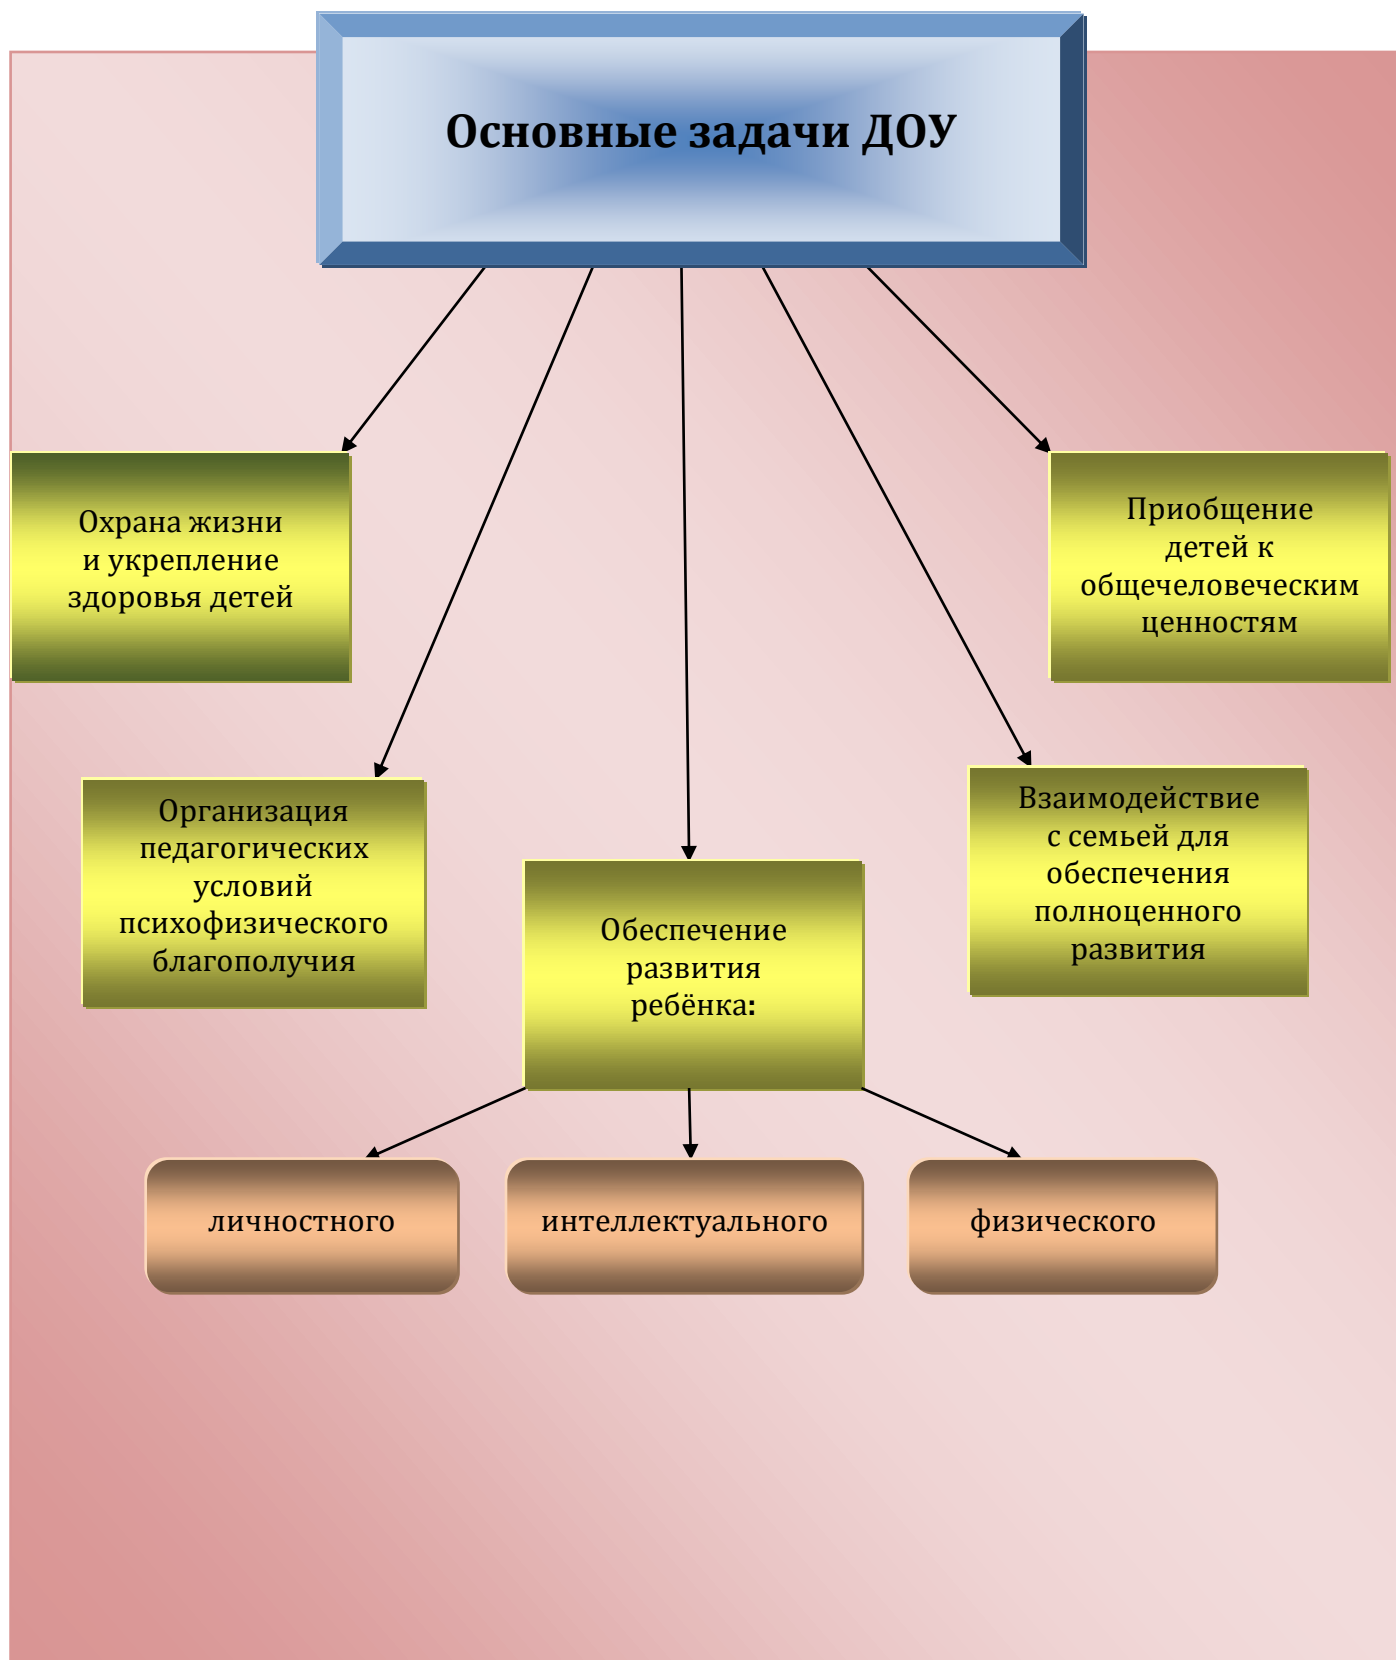 Основные задачи ДОУ
Охрана жизни
и укрепление
здоровья детей
Приобщение
детей к
общечеловеческим
ценностям
Организация
педагогических
условий
психофизического
благополучия
Взаимодействие
с семьей для
обеспечения
полноценного
развития
Обеспечение
развития
ребёнка:
личностного
интеллектуального
физического